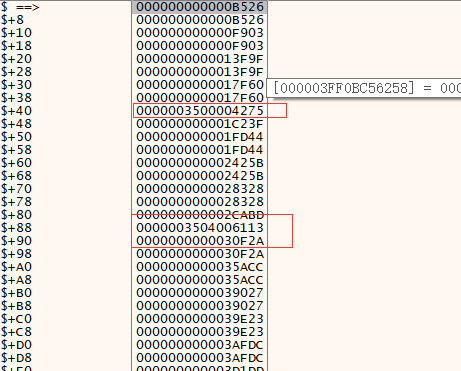 $ ==> 000000000000B526
$+8 000000000000B526
$+10 000000000000F903
$+18 000000000000F903
$+20 0000000000013F9F
$+28 0000000000013F9F
$+30 0000000000017F60
[000003FF0BC56258] = 000
$+38 0000000000017F60
$+40 0000003500004275
$+48 000000000001C23F
$+50 000000000001FD44
$+58 000000000001FD44
$+60 000000000002425B
$+68 000000000002425B
$+70 0000000000028328
$+78 0000000000028328
$+80 000000000002CABD
$+88 0000003504006113
$+90 0000000000030F2A
$+98 0000000000030F2A
$+A0 0000000000035ACC
$+A8 0000000000035ACC
$+B0 0000000000039027
$+B8 0000000000039027
$+C0 0000000000039E23
$+C8 0000000000039E23
$+D0 000000000003AFDC
$+D8 000000000003AFDC